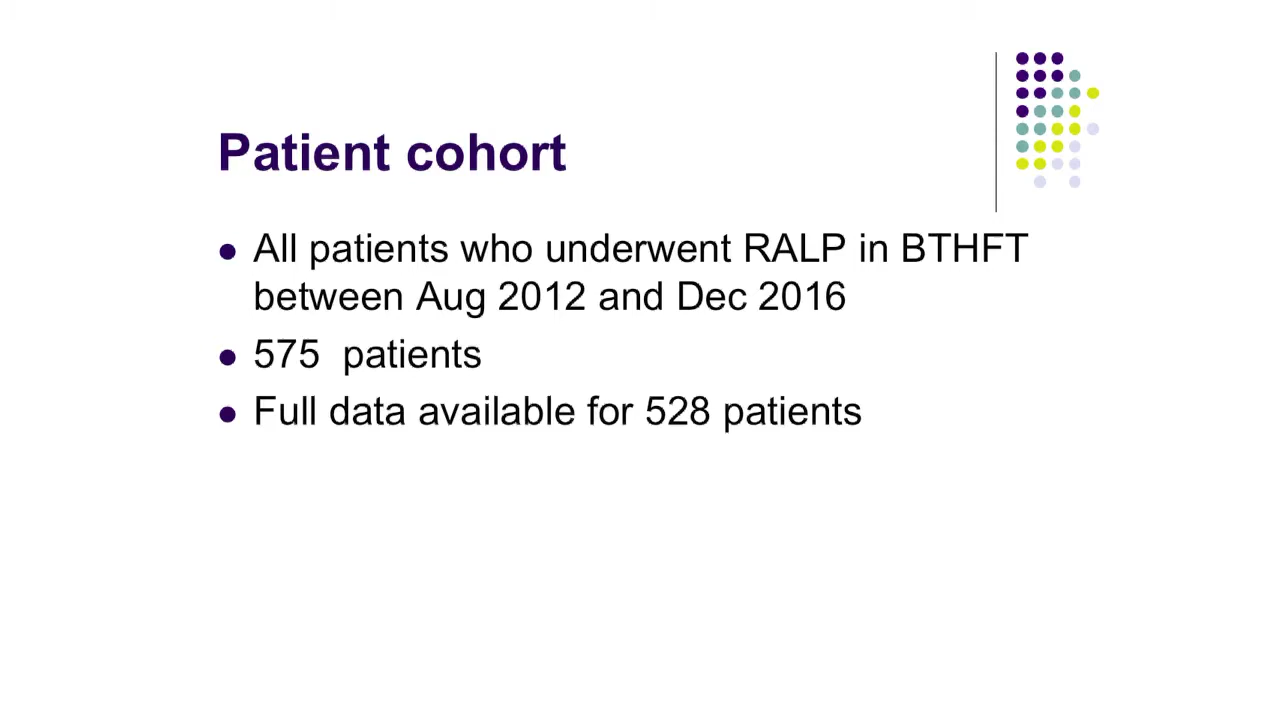 Patient cohort
All patients who underwent RALP in BTHFT
between Aug 2012 and Dec 2016
575  patients
Full data available for 528 patients